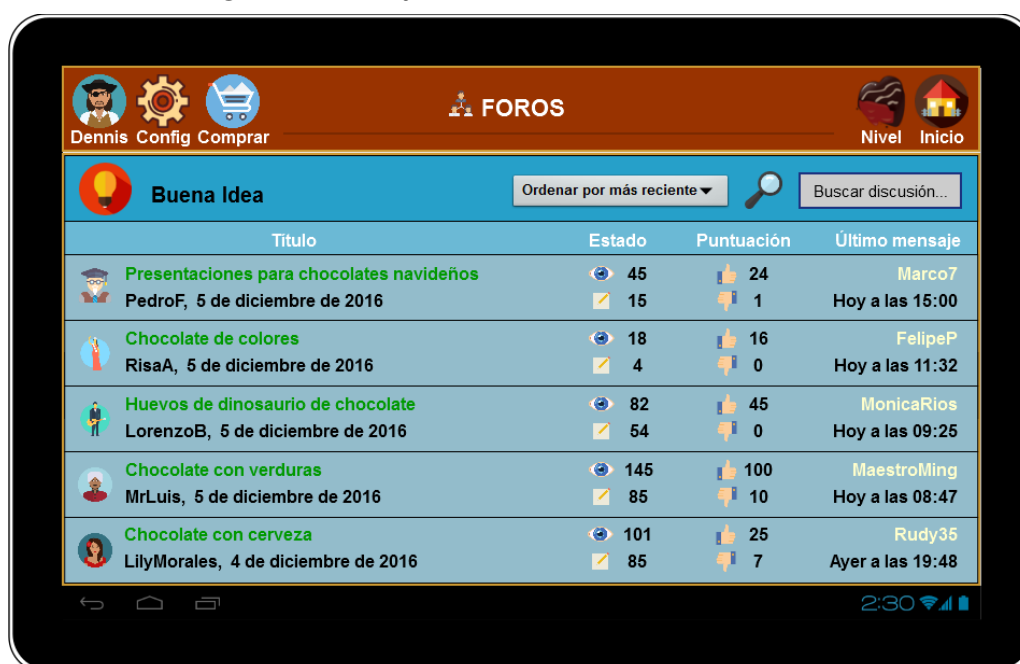 FOROS
Dennis Config Comprar Nivel Inicio
Buena Idea Ordenar por más reciente Buscar discusión...
Título Estado Puntuación Último mensaje
Presentaciones para chocolates navideños 45 24 Marco7
PedroF, 5 de diciembre de 2016 15 1 Hoy a las 15:00
Chocolate de colores 18 16 FelipeP
RisaA, 5 de diciembre de 2016 4 0 Hoy a las 11:32
Huevos de dinosaurio de chocolate 82 45 MonicaRios
LorenzoB, 5 de diciembre de 2016 54 0 Hoy a las 09:25
Chocolate con verduras 145 100 MaestroMing
MrLuis, 5 de diciembre de 2016 85 10 Hoy a las 08:47
Chocolate con cerveza 101 25 Rudy35
LilyMorales, 4 de diciembre de 2016 85 7 Ayer a las 19:48
2:30